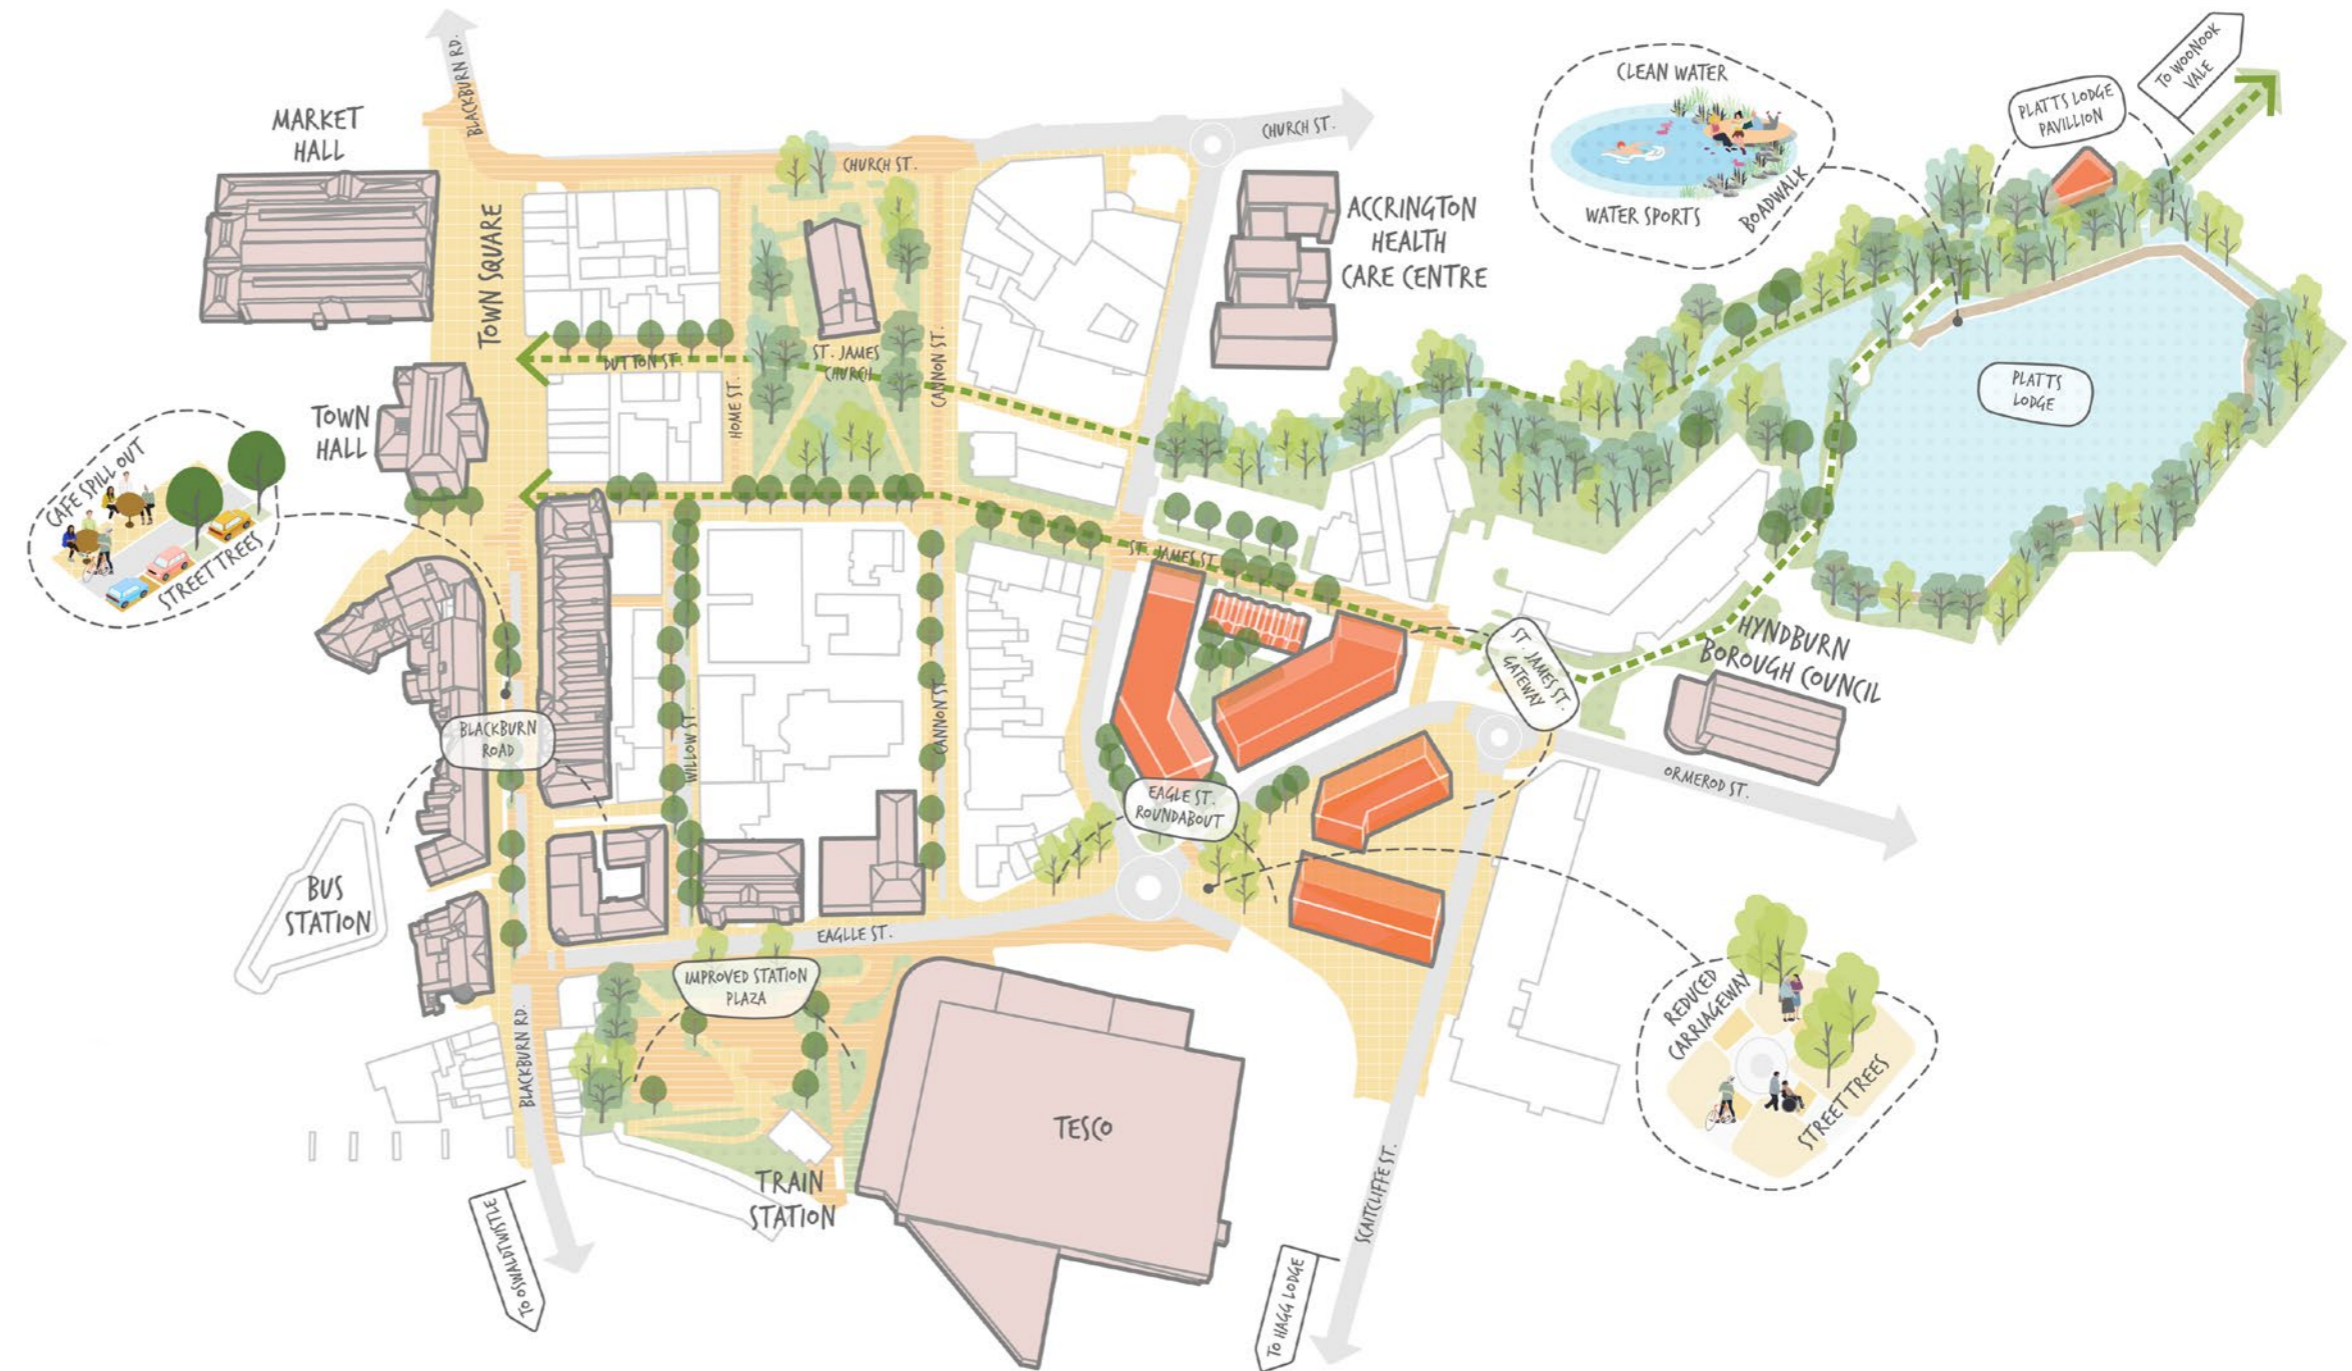 BLACKBURN RD.
MARKET
HALL
TOWN SQUARE
CHURCH ST.
CHURCH ST.
ACCRINGTON
HEALTH
CARE CENTRE
CLEAN WATER
WATER SPORTS
BOADWALK
PLATTS LODGE
PAVILLION
TO WOONOOK
VALE
PLATTS
LODGE
DUTTON ST.
ST. JAMES
CHURCH
HOME ST.
CANNON ST.
TOWN
HALL
CAFE SPILL OUT
STREET TREES
ST. JAMES ST.
ST. JAMES ST.
GATEWAY
HYNDBURN
BOROUGH COUNCIL
ORMEROD ST.
BLACKBURN
ROAD
WILLOW ST.
CANNON ST.
EAGLE ST.
ROUNDABOUT
BUS
STATION
EAGLLE ST.
IMPROVED STATION
PLAZA
BLACKBURN RD.
REDUCED
CARRIAGEWAY
STREET TREES
TESCO
TRAIN
STATION
SCAITCLIFFE ST.
TO OSWALDTWISTLE
TO HAGG LODGE